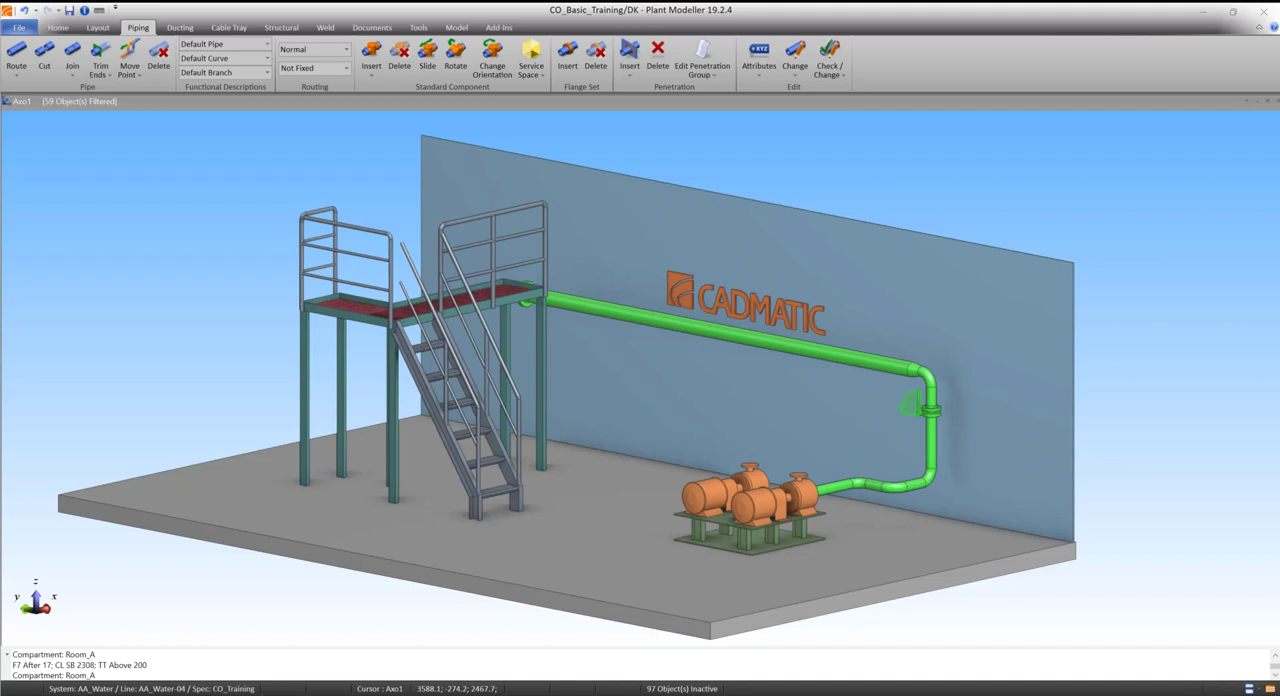 CO_Basic_Training/DK - Plant Modeller 19.2.4
File Home Layout Piping Ducting Cable Tray Structural Weld Documents Tools Model Add-Ins
Route Cut Join Trim Ends Move Point Delete
Pipe
Default Pipe
Default Curve
Default Branch
Functional Descriptions
Normal
Not Fixed
Routing
Insert Delete Slide Rotate Change Orientation Service Space
Standard Component
Insert Delete
Flange Set
Insert Delete Edit Penetration Group
Penetration
Attributes Change Check / Change
XYZ
Edit
Axo1 [59 Object(s) Filtered]
CADMATIC
z
y x
Compartment: Room_A
F7 After 17; CL SB 2308; TT Above 200
Compartment: Room_A
System: AA_Water / Line: AA_Water-04 / Spec: CO_Training Cursor : Axo1 3588.1; -274.2; 2467.7; 97 Object(s) Inactive